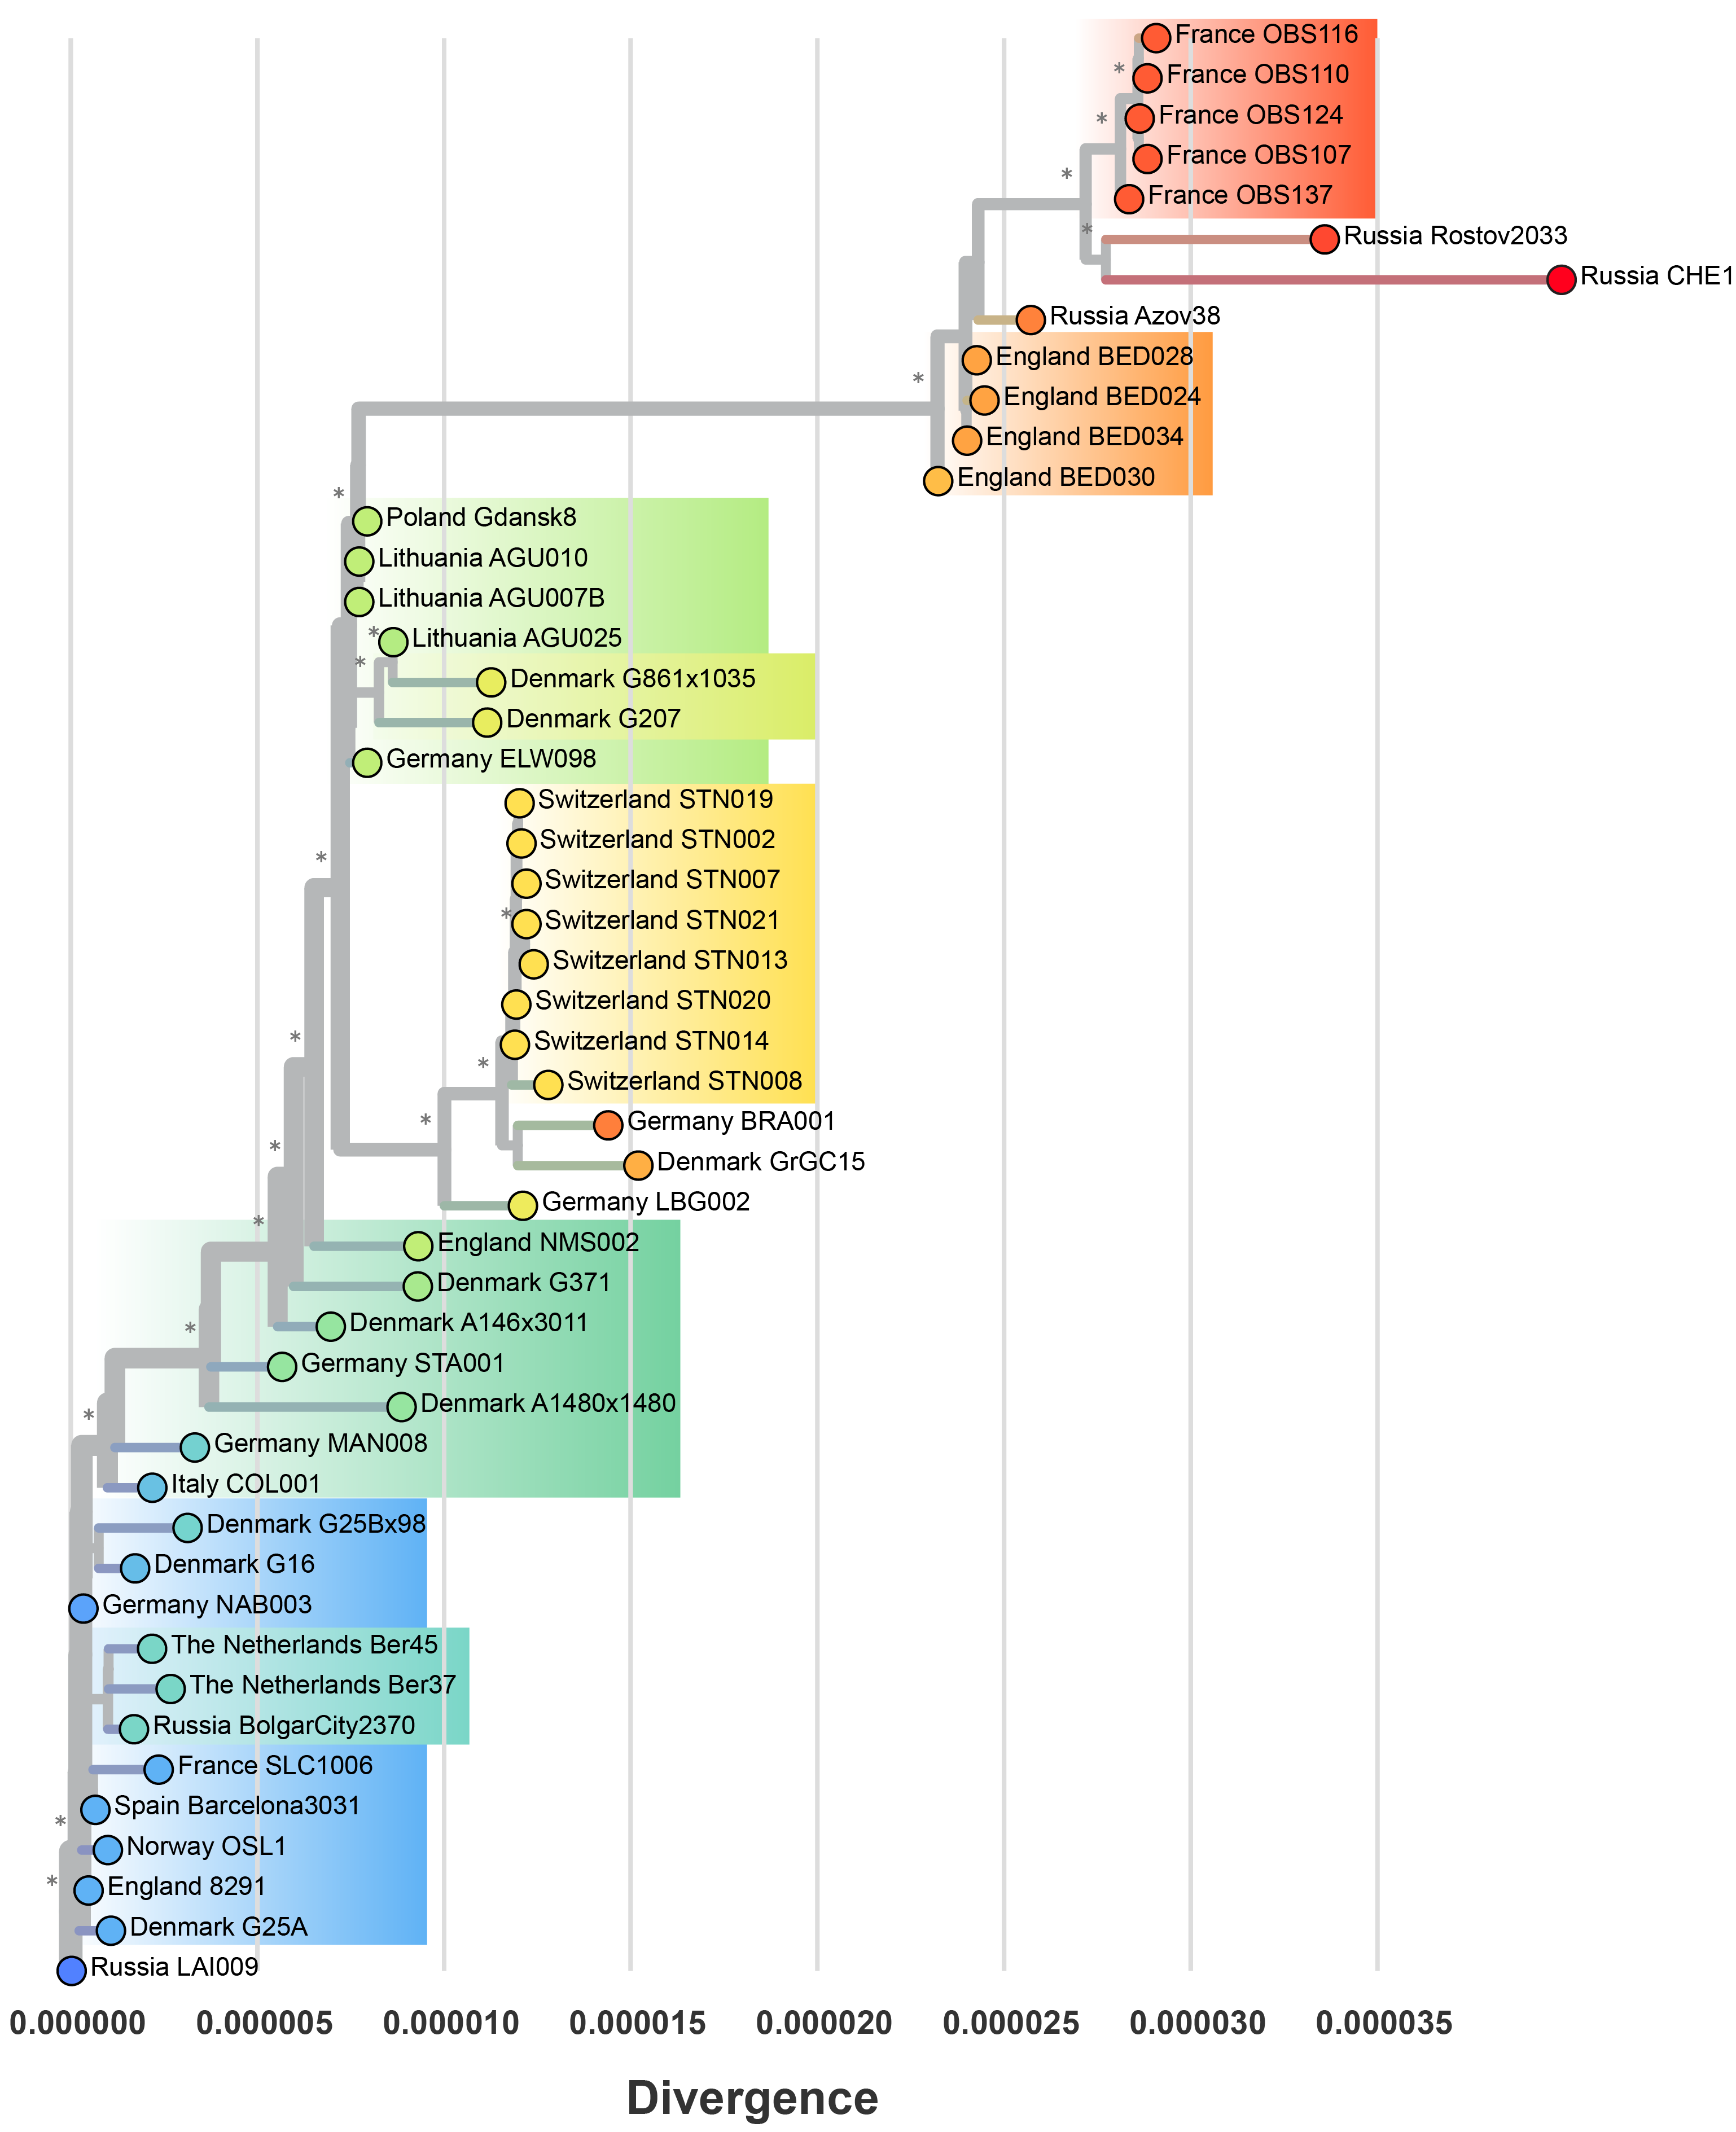 France OBS116
*
France OBS110
*
France OBS124
France OBS107
*
France OBS137
*
Russia Rostov2033
Russia CHE1
Russia Azov38
England BED028
*
England BED024
England BED034
England BED030
*
Poland Gdansk8
Lithuania AGU010
Lithuania AGU007B
*
Lithuania AGU025
*
Denmark G861x1035
Denmark G207
Germany ELW098
Switzerland STN019
Switzerland STN002
*
Switzerland STN007
*
Switzerland STN021
Switzerland STN013
Switzerland STN020
*
Switzerland STN014
*
Switzerland STN008
*
Germany BRA001
*
Denmark GrGC15
Germany LBG002
*
England NMS002
Denmark G371
Denmark A146x3011
*
Germany STA001
Denmark A1480x1480
*
Germany MAN008
Italy COL001
Denmark G25Bx98
Denmark G16
Germany NAB003
The Netherlands Ber45
The Netherlands Ber37
Russia BolgarCity2370
France SLC1006
Spain Barcelona3031
*
Norway OSL1
*
England 8291
Denmark G25A
Russia LAI009
0.000000 0.000005 0.000010 0.000015 0.000020 0.000025 0.000030 0.000035
Divergence